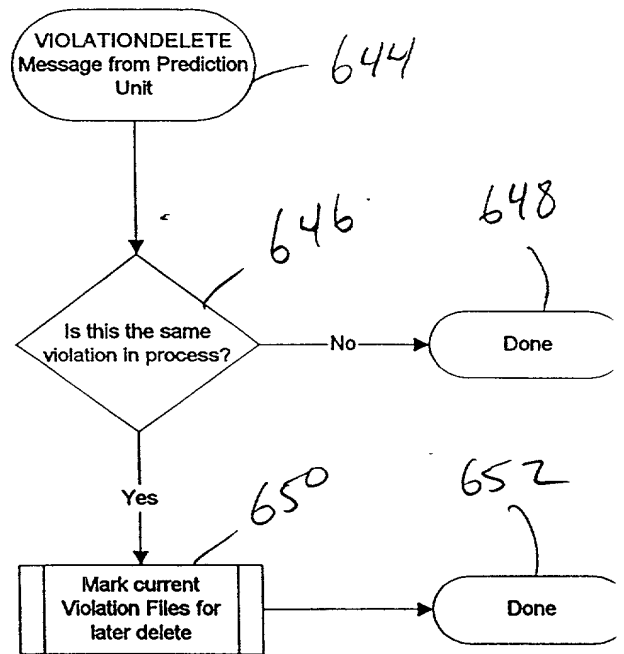 VIOLATIONDELETE
Message from Prediction
Unit
644
646
648
Is this the same
violation in process?
No
Done
Yes
650
652
Mark current
Violation Files for
later delete
Done